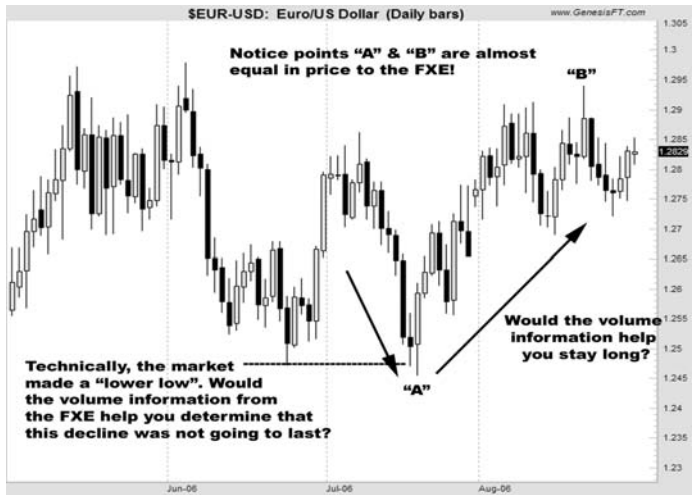 $EUR-USD: Euro/US Dollar (Daily bars)
www.GenesisFT.com
Notice points “A” & “B” are almost
equal in price to the FXE!
“B”
Would the volume
information help
you stay long?
Technically, the market
made a “lower low”. Would
the volume information from
the FXE help you determine that
this decline was not going to last?
“A”
1.305
1.3
1.295
1.29
1.285
1.2829
1.28
1.275
1.27
1.265
1.26
1.255
1.25
1.245
1.24
1.235
1.23
Jun-06
Jul-06
Aug-06